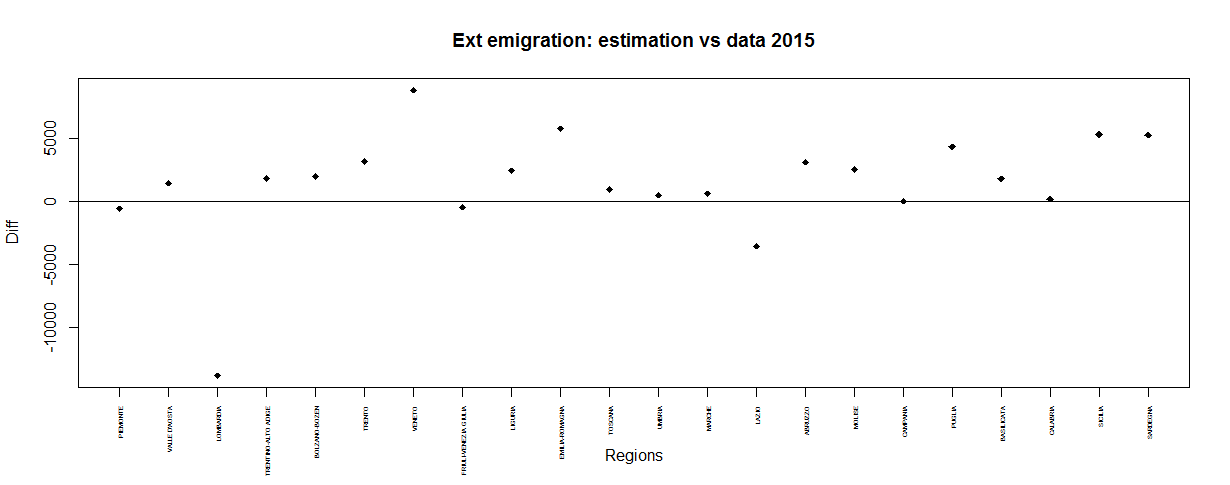 Ext emigration: estimation vs data 2015
Diff
5000
0
-5000
-10000
PIEMONTE
VALLE D'AOSTA
LOMBARDIA
TRENTINO-ALTO ADIGE
BOLZANO-BOZEN
TRENTO
VENETO
FRIULI-VENEZIA GIULIA
LIGURIA
EMILIA-ROMAGNA
TOSCANA
UMBRIA
MARCHE
LAZIO
ABRUZZO
MOLISE
CAMPANIA
PUGLIA
BASILICATA
CALABRIA
SICILIA
SARDEGNA
Regions